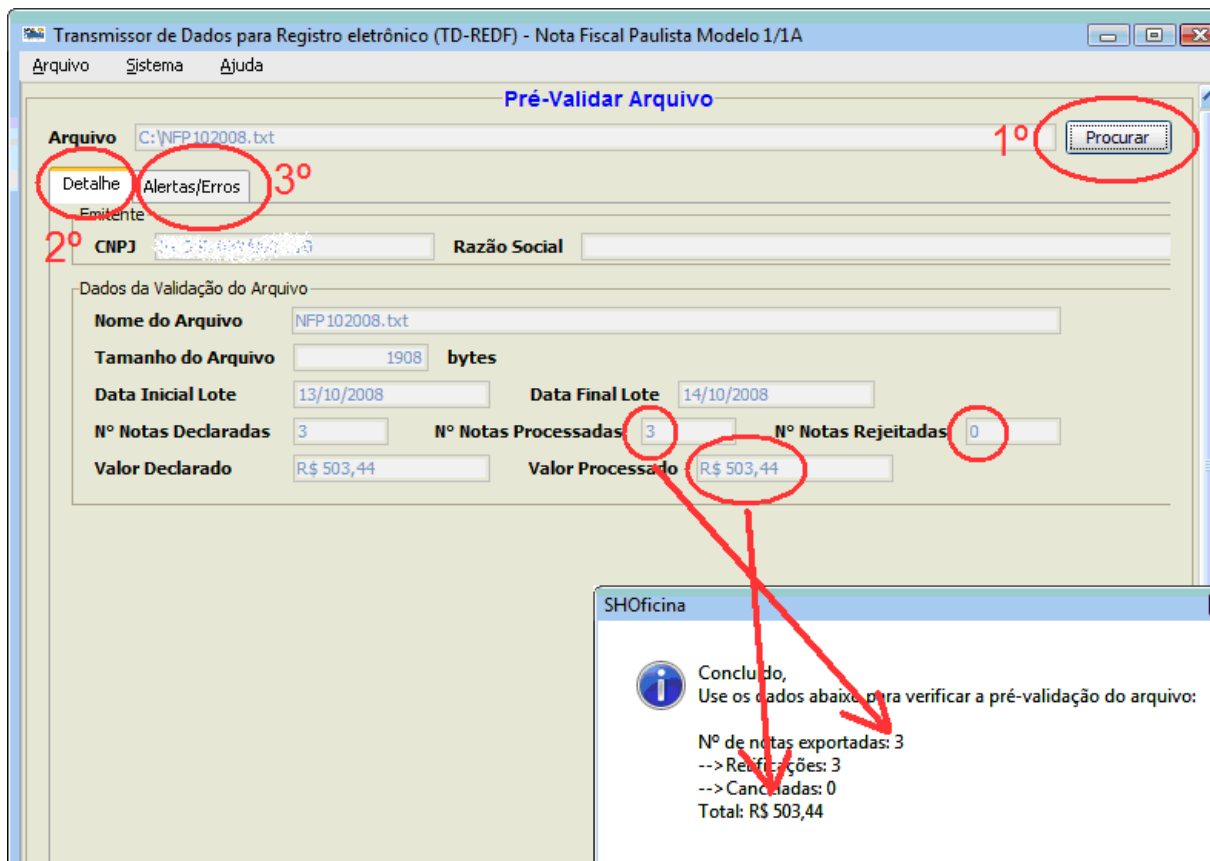 Transmissor de Dados para Registro eletrônico (TD-REDF) - Nota Fiscal Paulista Modelo 1/1A
Arquivo Sistema Ajuda
Pré-Validar Arquivo
Arquivo C:\NFP102008.txt 1º Procurar
Detalhe Alertas/Erros 3º
Emitente
2º CNPJ Razão Social
Dados da Validação do Arquivo
Nome do Arquivo NFP102008.txt
Tamanho do Arquivo 1908 bytes
Data Inicial Lote 13/10/2008 Data Final Lote 14/10/2008
Nº Notas Declaradas 3 Nº Notas Processadas 3 Nº Notas Rejeitadas 0
Valor Declarado R$ 503,44 Valor Processado R$ 503,44
SHOficina
Concluído,
Use os dados abaixo para verificar a pré-validação do arquivo:
Nº de notas exportadas: 3
-->Retificações: 3
-->Canceladas: 0
Total: R$ 503,44